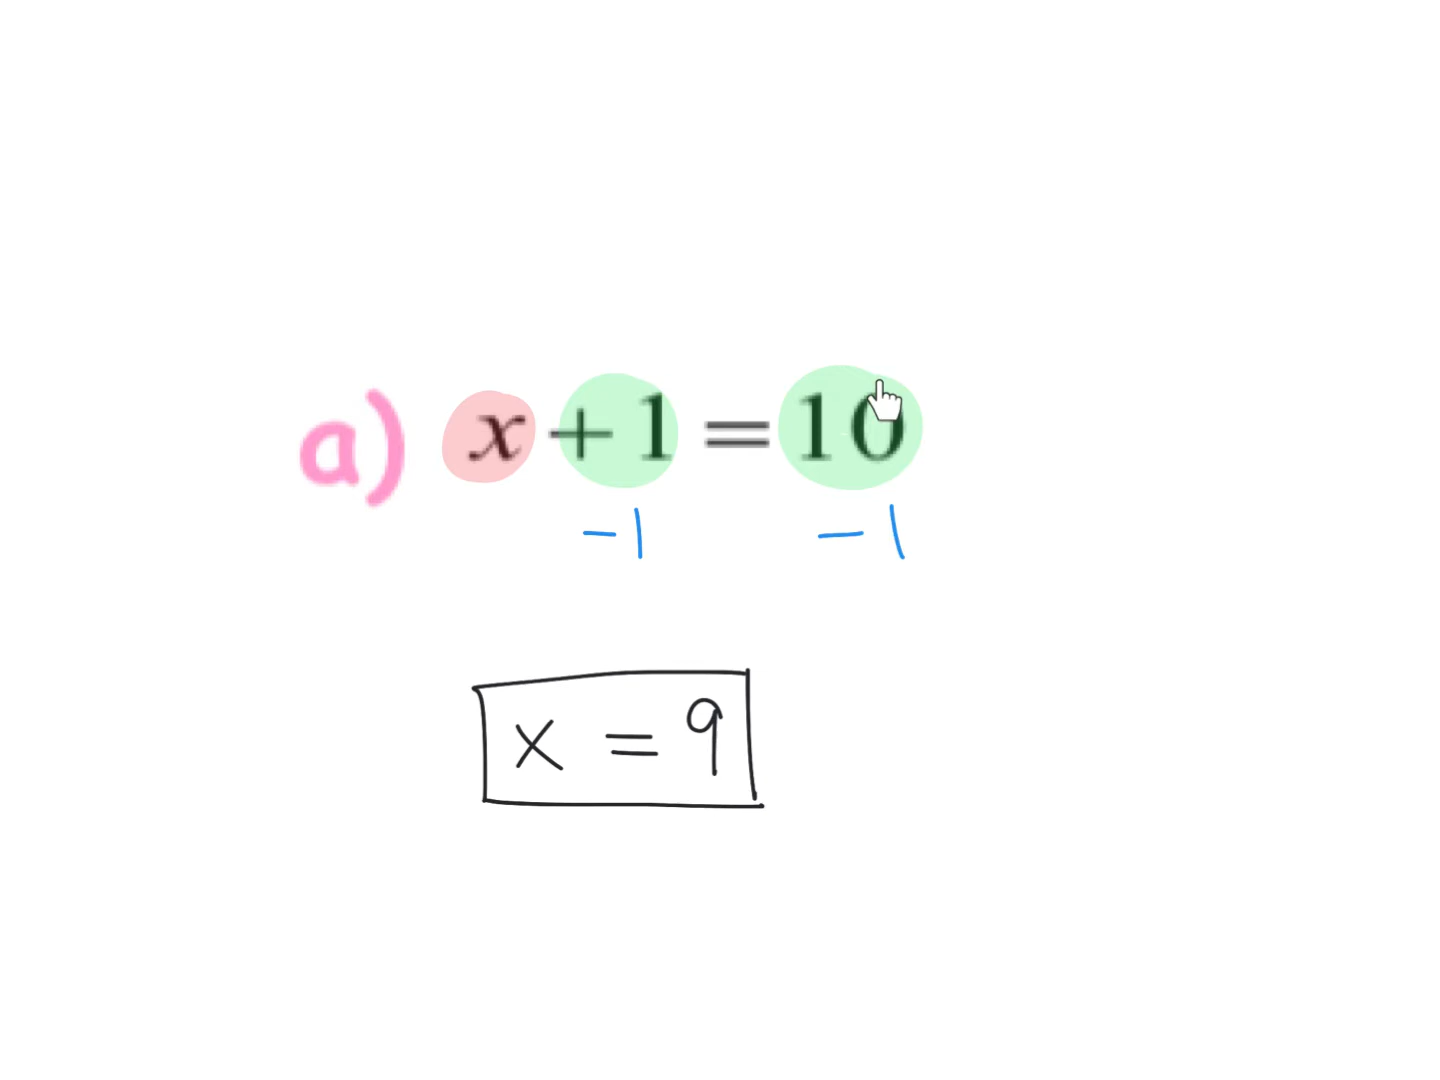 a) x + 1 = 10
-1 -1
x = 9